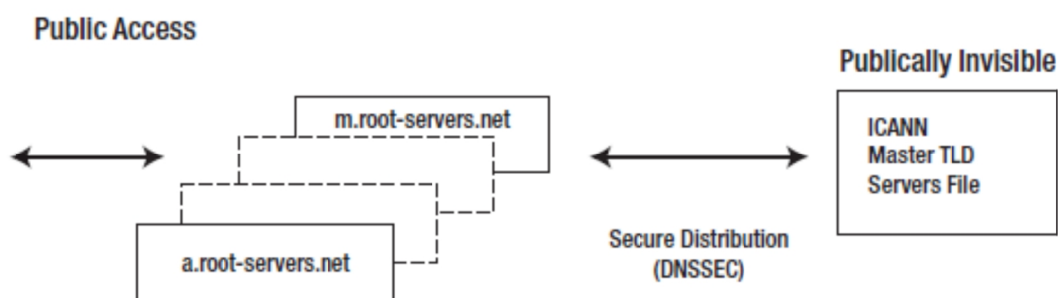 Public Access
Publically Invisible
m.root-servers.net
ICANN
Master TLD
Servers File
a.root-servers.net
Secure Distribution
(DNSSEC)